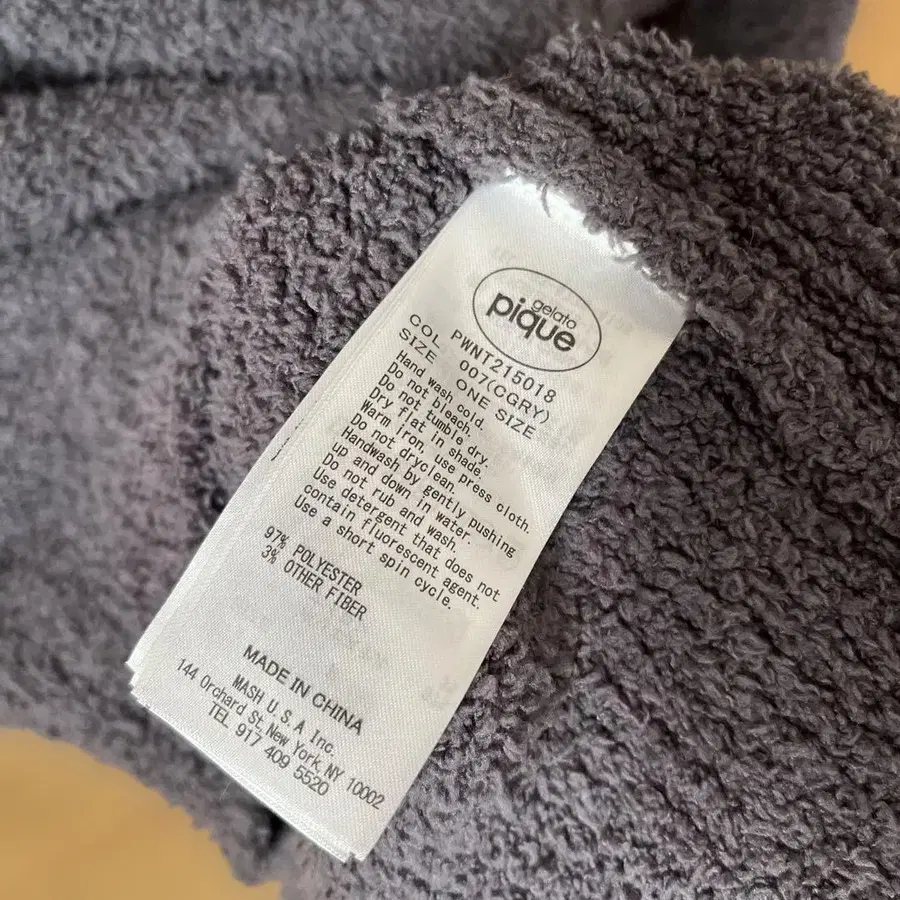 gelato
pique
PWNT215018
COL 007(CGRY)
SIZE ONE SIZE
Hand wash cold.
Do not bleach.
Do not tumble dry.
Dry flat in shade.
Warm iron, use press cloth.
Do not dryclean.
Handwash by gently pushing
up and down in water.
Do not rub and wash.
Use detergent that does not
contain fluorescent agent.
Use a short spin cycle.
97% POLYESTER
3% OTHER FIBER
MADE IN CHINA
MASH U.S.A Inc.
144 Orchard St, New York, NY 10002
TEL 917 409 5520